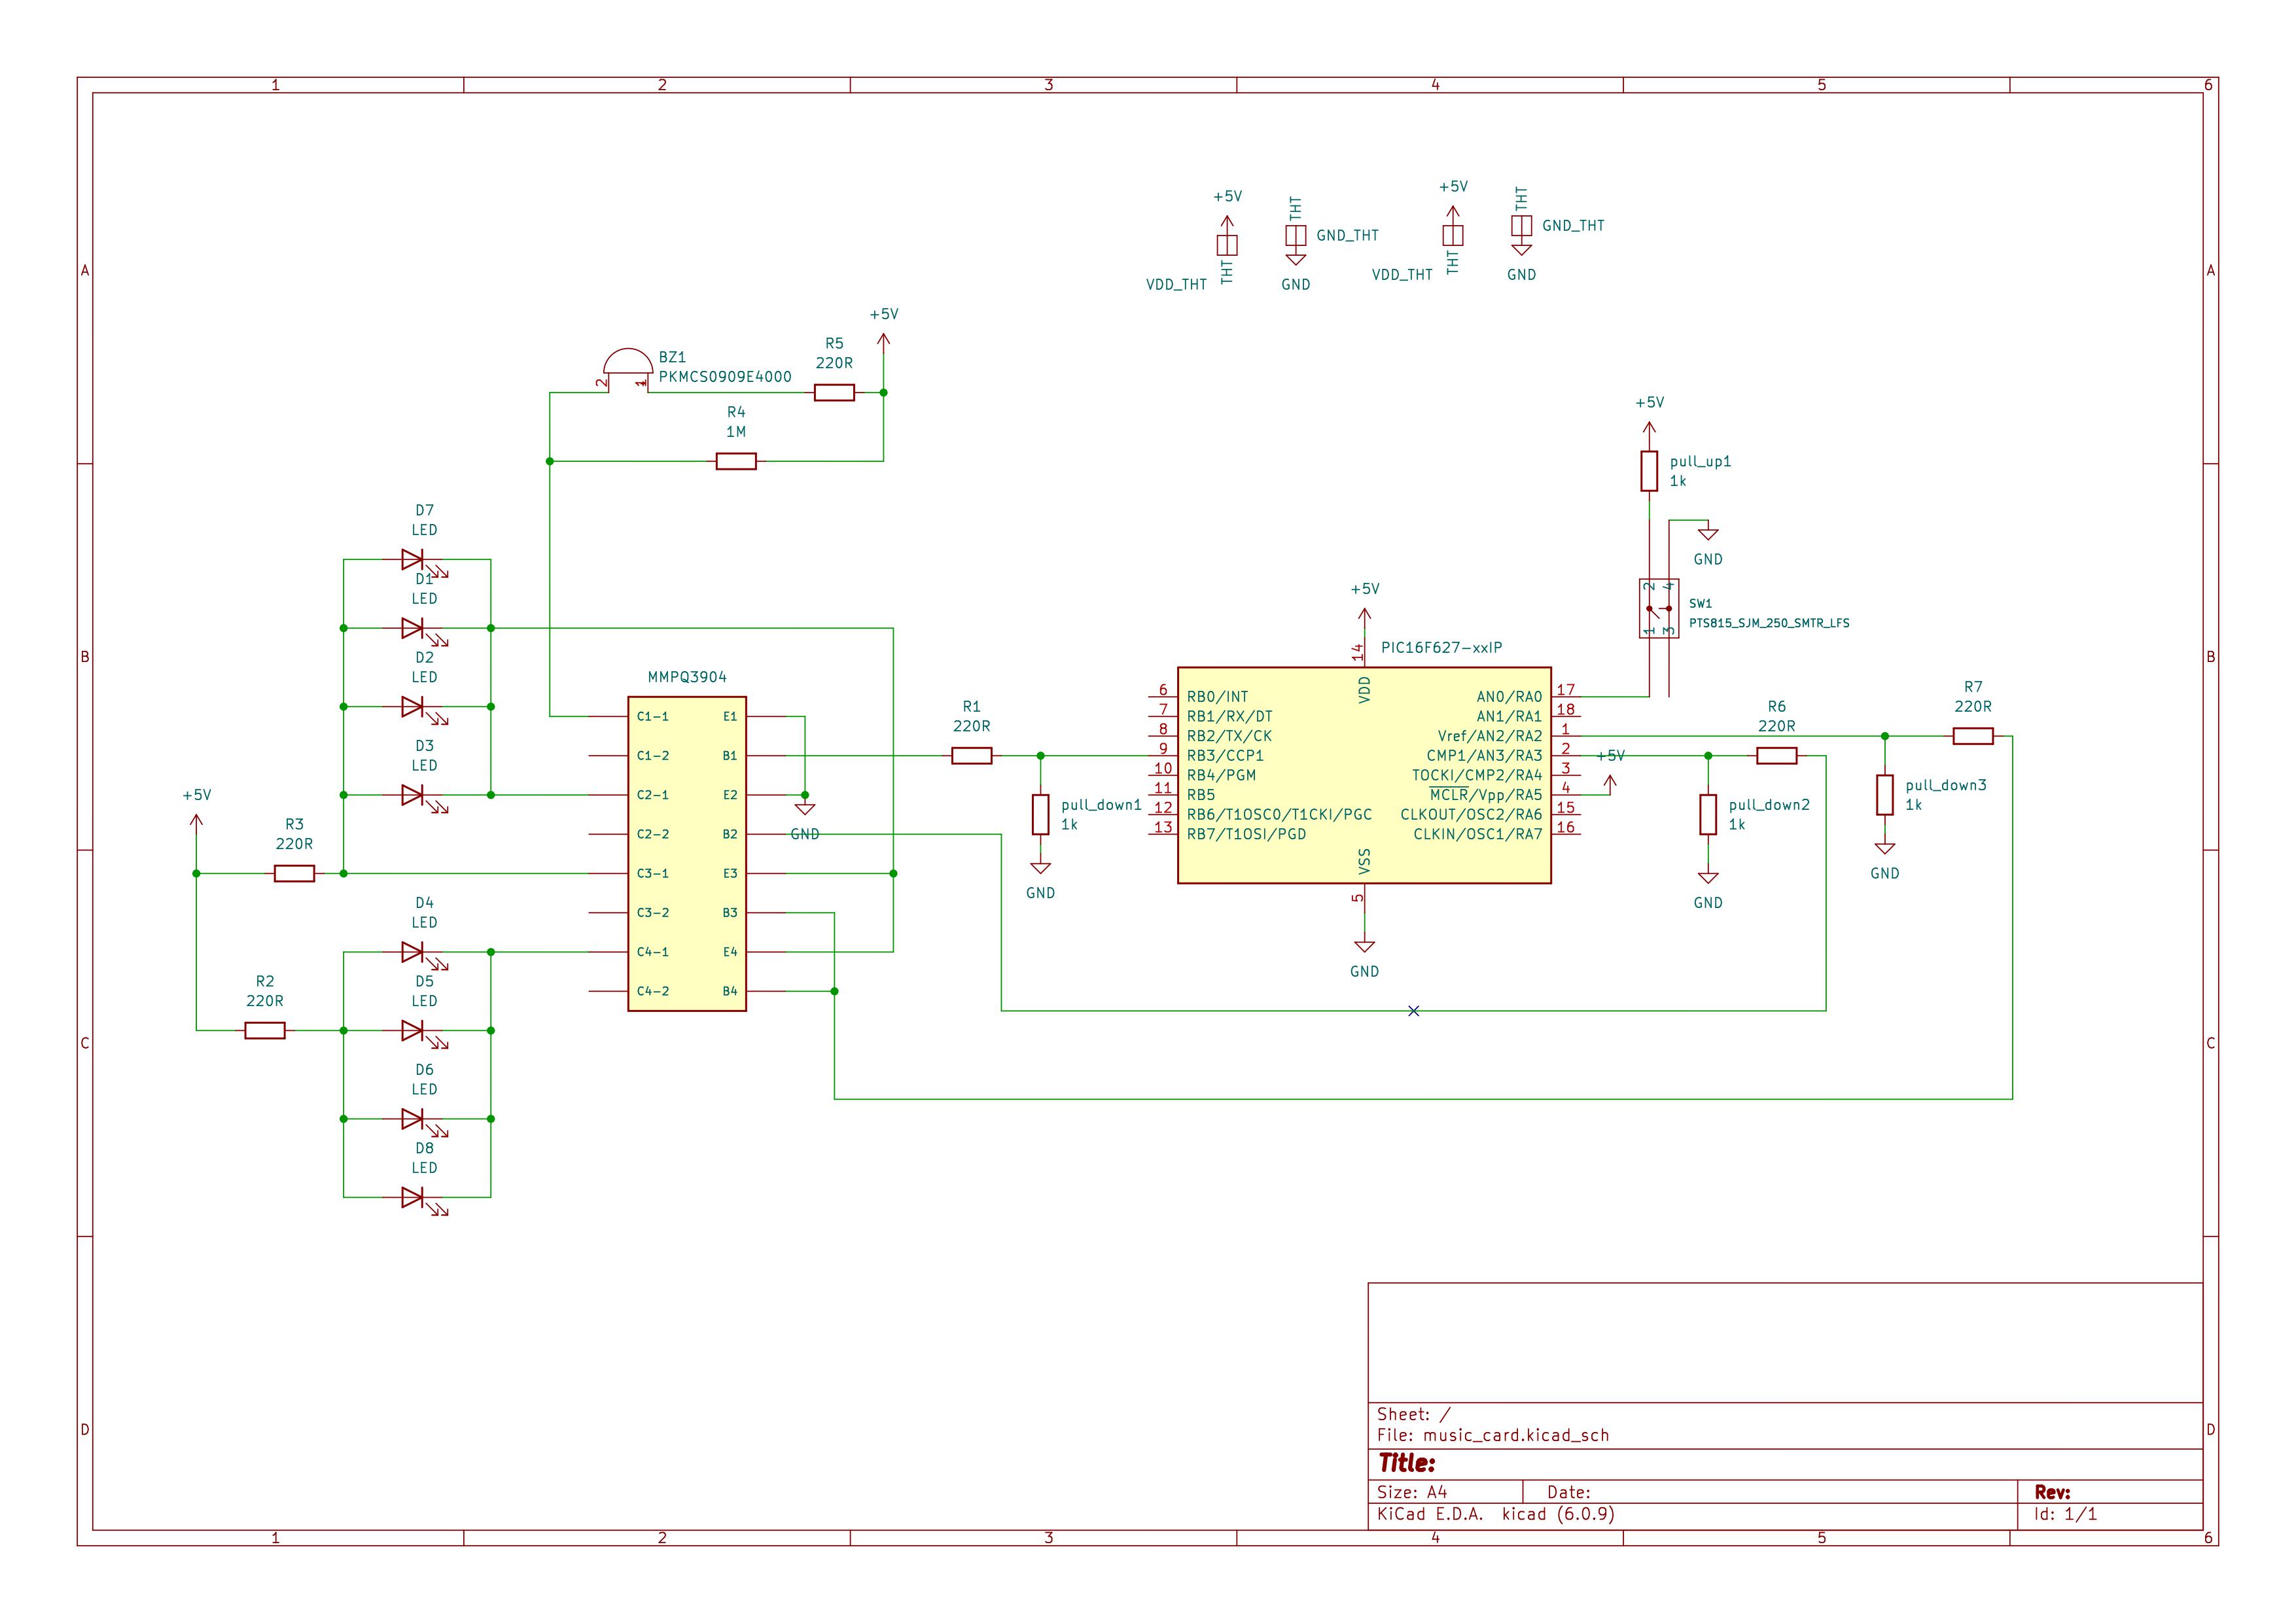 1 2 3 4 5 6
A A
B B
C C
D D
+5V
THT
GND_THT
GND
VDD_THT
THT
+5V
THT
GND_THT
GND
VDD_THT
THT
+5V
BZ1
PKMCS0909E4000
2 1
R5
220R
R4
1M
+5V
pull_up1
1k
GND
2 4
1 3
SW1
PTS815_SJM_250_SMTR_LFS
D7
LED
D1
LED
D2
LED
D3
LED
+5V
R3
220R
D4
LED
D5
LED
R2
220R
D6
LED
D8
LED
MMPQ3904
C1-1 E1
C1-2 B1
C2-1 E2
C2-2 B2
C3-1 E3
C3-2 B3
C4-1 E4
C4-2 B4
GND
R1
220R
pull_down1
1k
GND
+5V
PIC16F627-xxIP
14
VDD
6 RB0/INT AN0/RA0 17
7 RB1/RX/DT AN1/RA1 18
8 RB2/TX/CK Vref/AN2/RA2 1
9 RB3/CCP1 CMP1/AN3/RA3 2
10 RB4/PGM TOCKI/CMP2/RA4 3
11 RB5 MCLR/Vpp/RA5 4
12 RB6/T1OSC0/T1CKI/PGC CLKOUT/OSC2/RA6 15
13 RB7/T1OSI/PGD CLKIN/OSC1/RA7 16
VSS
5
GND
+5V
R6
220R
R7
220R
pull_down2
1k
GND
pull_down3
1k
GND
Sheet: /
File: music_card.kicad_sch
Title:
Size: A4 Date: Rev:
KiCad E.D.A. kicad (6.0.9) Id: 1/1
1 2 3 4 5 6